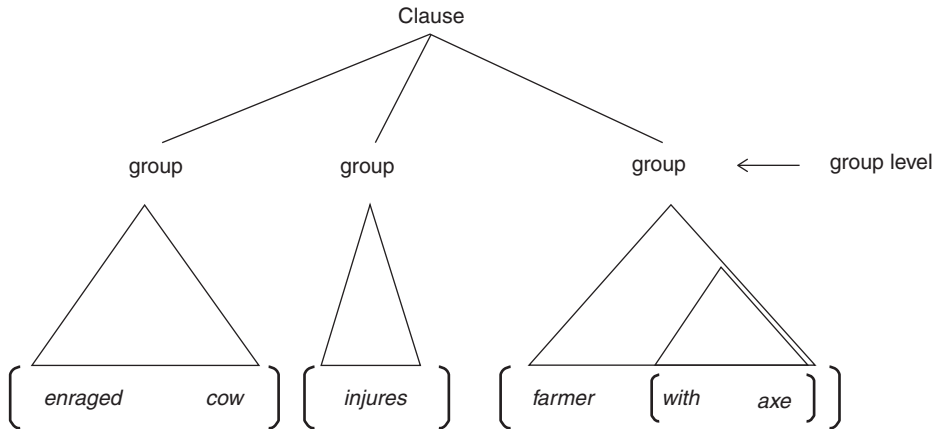 Clause
group group group group level
enraged cow injures farmer with axe